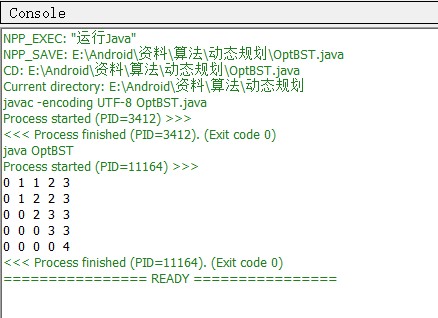 Console
NPP_EXEC: "运行Java"
NPP_SAVE: E:\Android\资料\算法\动态规划\OptBST.java
CD: E:\Android\资料\算法\动态规划\OptBST.java
Current directory: E:\Android\资料\算法\动态规划
javac -encoding UTF-8 OptBST.java
Process started (PID=3412) >>>
<<< Process finished (PID=3412). (Exit code 0)
java OptBST
Process started (PID=11164) >>>
0 1 1 2 3
0 1 2 2 3
0 0 2 3 3
0 0 0 3 3
0 0 0 0 4
<<< Process finished (PID=11164). (Exit code 0)
================ READY ================